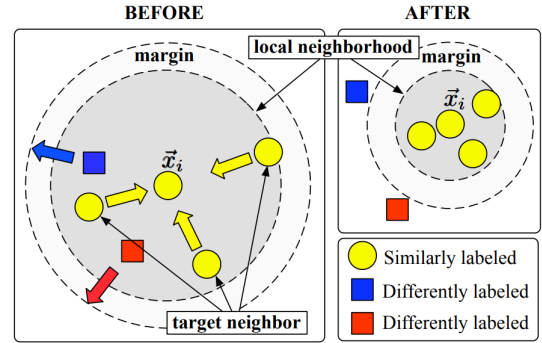 BEFORE
AFTER
local neighborhood
margin
margin
x⃗ᵢ
x⃗ᵢ
target neighbor
Similarly labeled
Differently labeled
Differently labeled